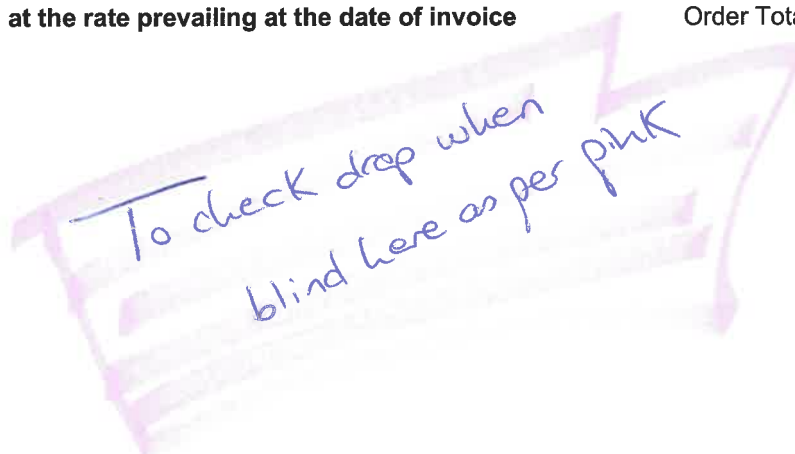 at the rate prevailing at the date of invoice Order Tota
To check drop when
blind here as per pink